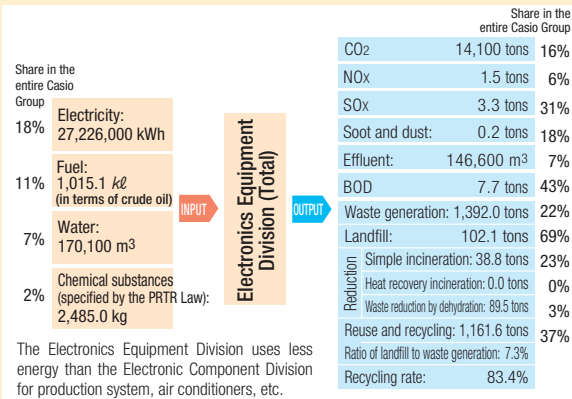 Share in the
entire Casio
Group
18%
Electricity:
27,226,000 kWh
11%
Fuel:
1,015.1 kℓ
(in terms of crude oil)
7%
Water:
170,100 m3
2%
Chemical substances
(specified by the PRTR Law):
2,485.0 kg
INPUT
Electronics Equipment
Division (Total)
OUTPUT
Share in the
entire Casio Group
CO2 14,100 tons 16%
NOx 1.5 tons 6%
SOx 3.3 tons 31%
Soot and dust: 0.2 tons 18%
Effluent: 146,600 m3 7%
BOD 7.7 tons 43%
Waste generation: 1,392.0 tons 22%
Landfill: 102.1 tons 69%
Reduction
Simple incineration: 38.8 tons 23%
Heat recovery incineration: 0.0 tons 0%
Waste reduction by dehydration: 89.5 tons 3%
Reuse and recycling: 1,161.6 tons 37%
Ratio of landfill to waste generation: 7.3%
Recycling rate: 83.4%
The Electronics Equipment Division uses less
energy than the Electronic Component Division
for production system, air conditioners, etc.